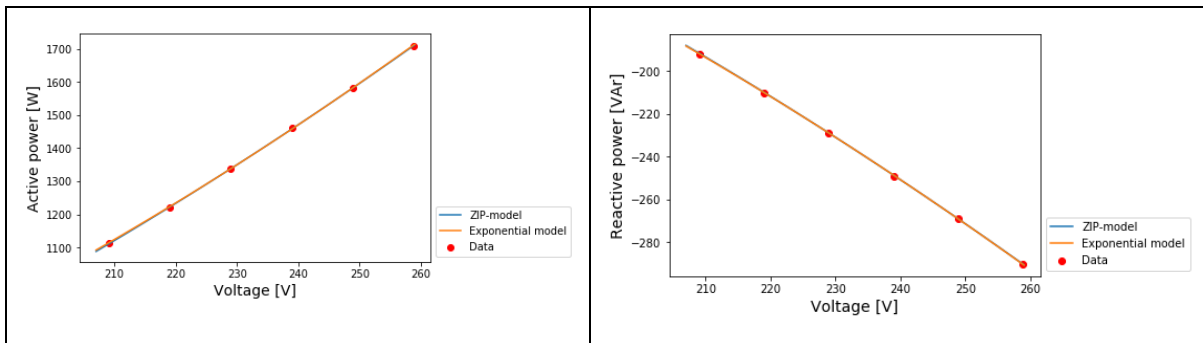 1700
1600
1500
1400
1300
1200
1100
Active power [W]
210 220 230 240 250 260
Voltage [V]
ZIP-model
Exponential model
Data
−200
−220
−240
−260
−280
Reactive power [VAr]
210 220 230 240 250 260
Voltage [V]
ZIP-model
Exponential model
Data